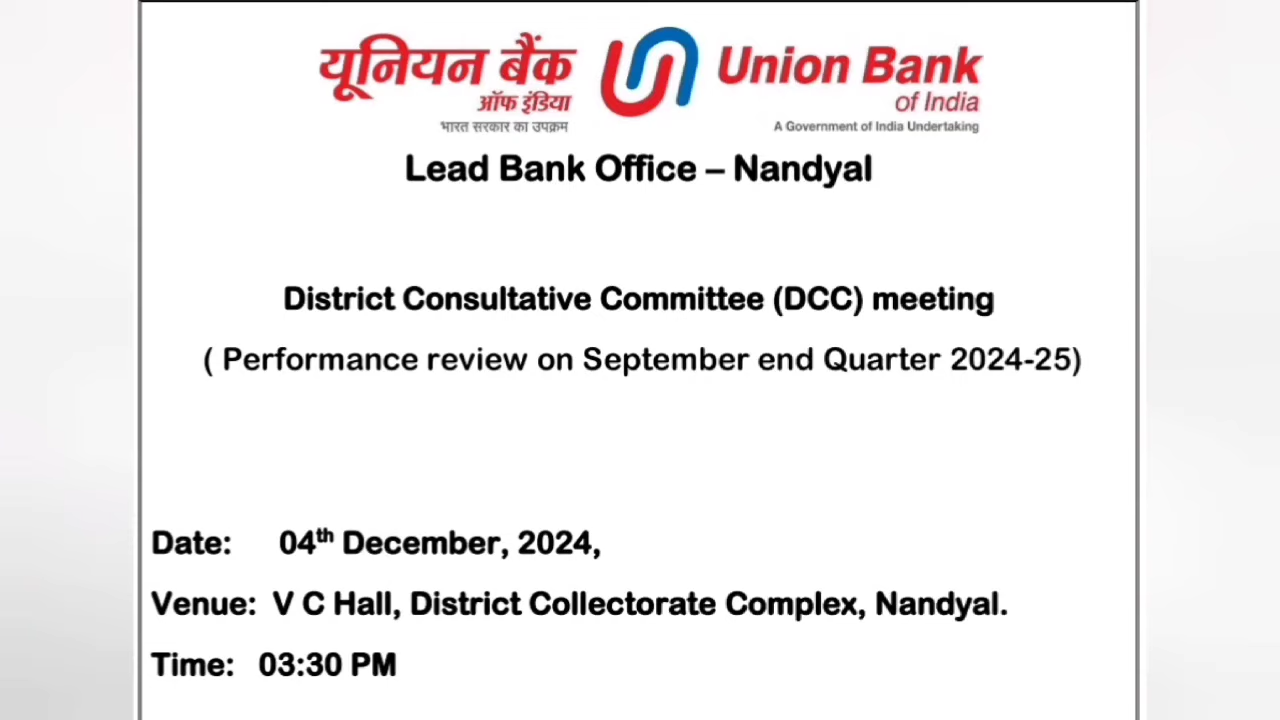 यूनियन बैंक Union Bank
ऑफ इंडिया of India
भारत सरकार का उपक्रम A Government of India Undertaking
Lead Bank Office – Nandyal
District Consultative Committee (DCC) meeting
( Performance review on September end Quarter 2024-25)
Date: 04th December, 2024,
Venue: V C Hall, District Collectorate Complex, Nandyal.
Time: 03:30 PM